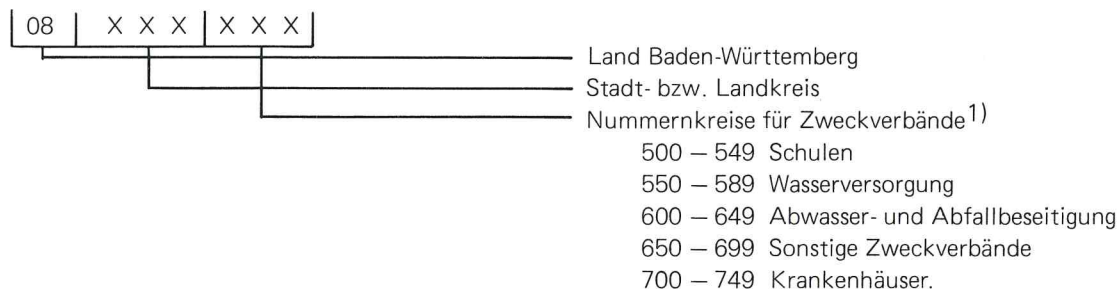 08 X X X X X X
Land Baden-Württemberg
Stadt- bzw. Landkreis
Nummernkreise für Zweckverbände1)
500 – 549 Schulen
550 – 589 Wasserversorgung
600 – 649 Abwasser- und Abfallbeseitigung
650 – 699 Sonstige Zweckverbände
700 – 749 Krankenhäuser.